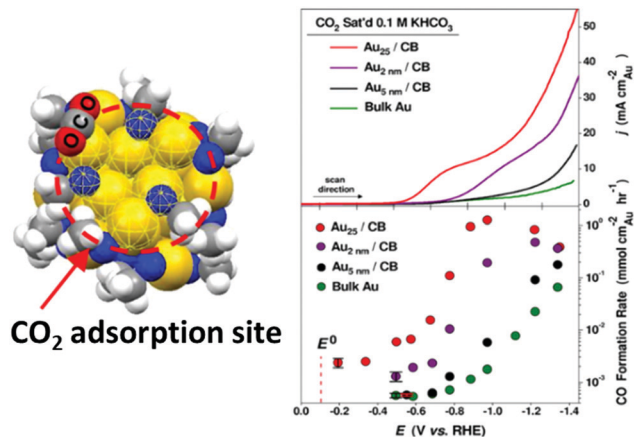 O
C
O
CO₂ adsorption site
CO₂ Sat'd 0.1 M KHCO₃
Au₂₅ / CB
Au₂ ₙₘ / CB
Au₅ ₙₘ / CB
Bulk Au
scan
direction
50
40
30
20
10
0
j (mA cm⁻²Au)
Au₂₅ / CB
Au₂ ₙₘ / CB
Au₅ ₙₘ / CB
Bulk Au
E⁰
10⁰
10⁻¹
10⁻²
10⁻³
CO Formation Rate (mmol cm⁻²Au hr⁻¹)
0.0 -0.2 -0.4 -0.6 -0.8 -1.0 -1.2 -1.4
E (V vs. RHE)